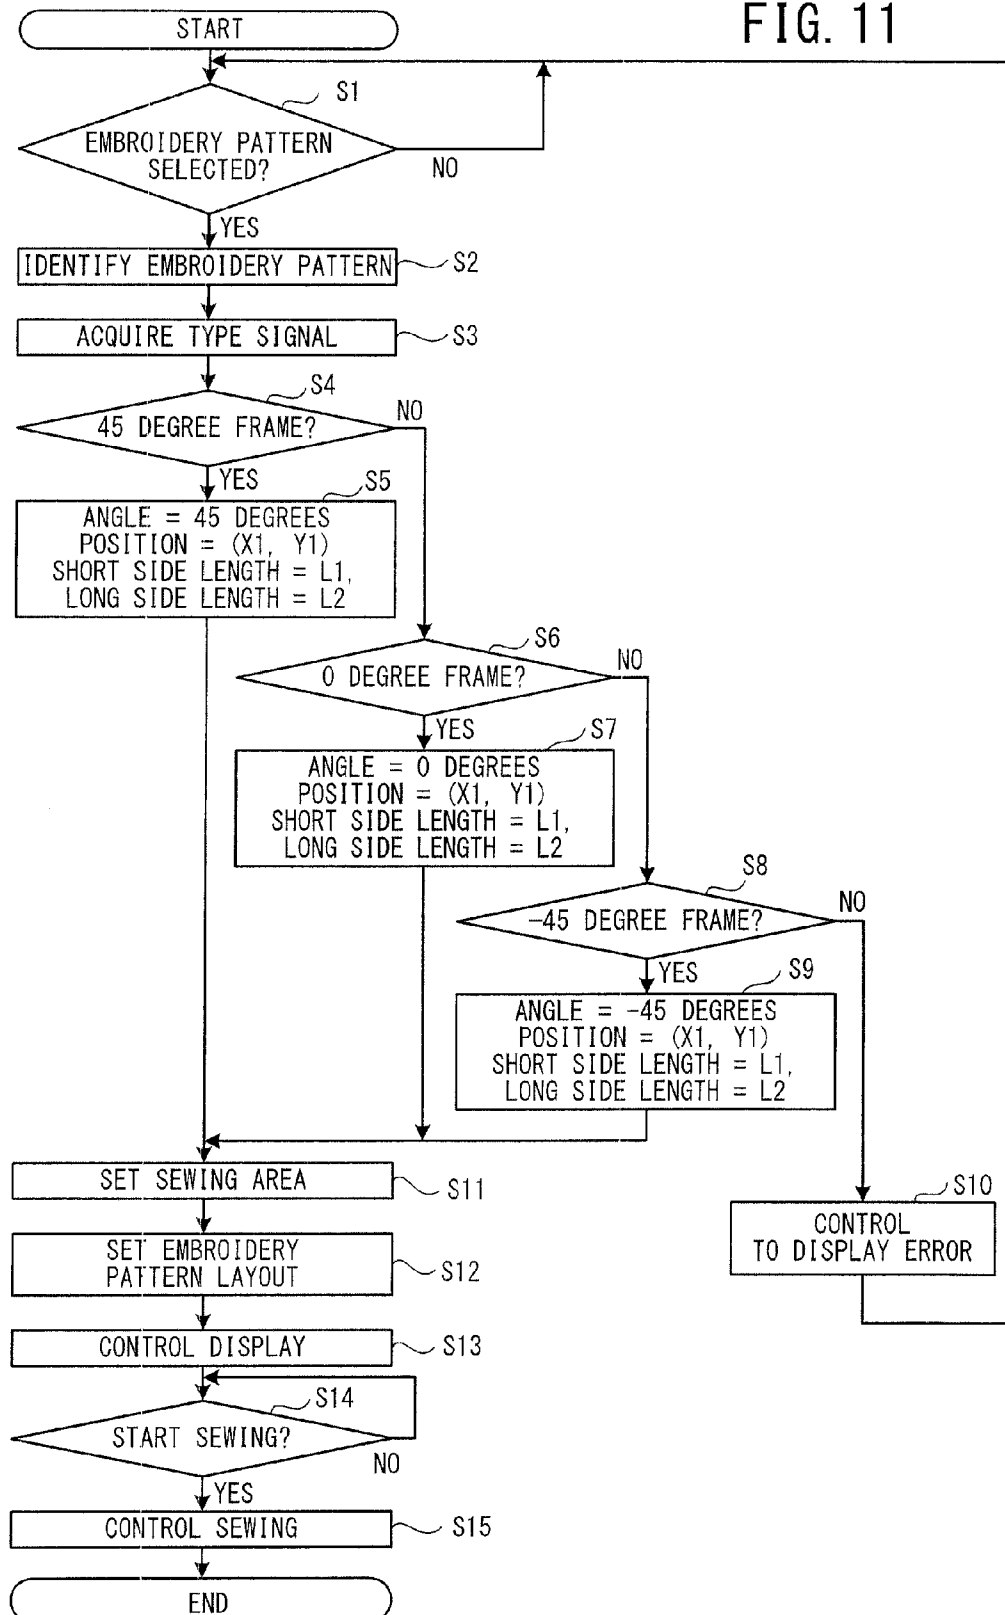 FIG. 11
START
S1
EMBROIDERY PATTERN
SELECTED?
NO
YES
IDENTIFY EMBROIDERY PATTERN
S2
ACQUIRE TYPE SIGNAL
S3
S4
45 DEGREE FRAME?
NO
YES
S5
ANGLE = 45 DEGREES
POSITION = (X1, Y1)
SHORT SIDE LENGTH = L1,
LONG SIDE LENGTH = L2
S6
0 DEGREE FRAME?
NO
YES
S7
ANGLE = 0 DEGREES
POSITION = (X1, Y1)
SHORT SIDE LENGTH = L1,
LONG SIDE LENGTH = L2
S8
-45 DEGREE FRAME?
NO
YES
S9
ANGLE = -45 DEGREES
POSITION = (X1, Y1)
SHORT SIDE LENGTH = L1,
LONG SIDE LENGTH = L2
S10
CONTROL
TO DISPLAY ERROR
SET SEWING AREA
S11
SET EMBROIDERY
PATTERN LAYOUT
S12
CONTROL DISPLAY
S13
S14
START SEWING?
NO
YES
CONTROL SEWING
S15
END